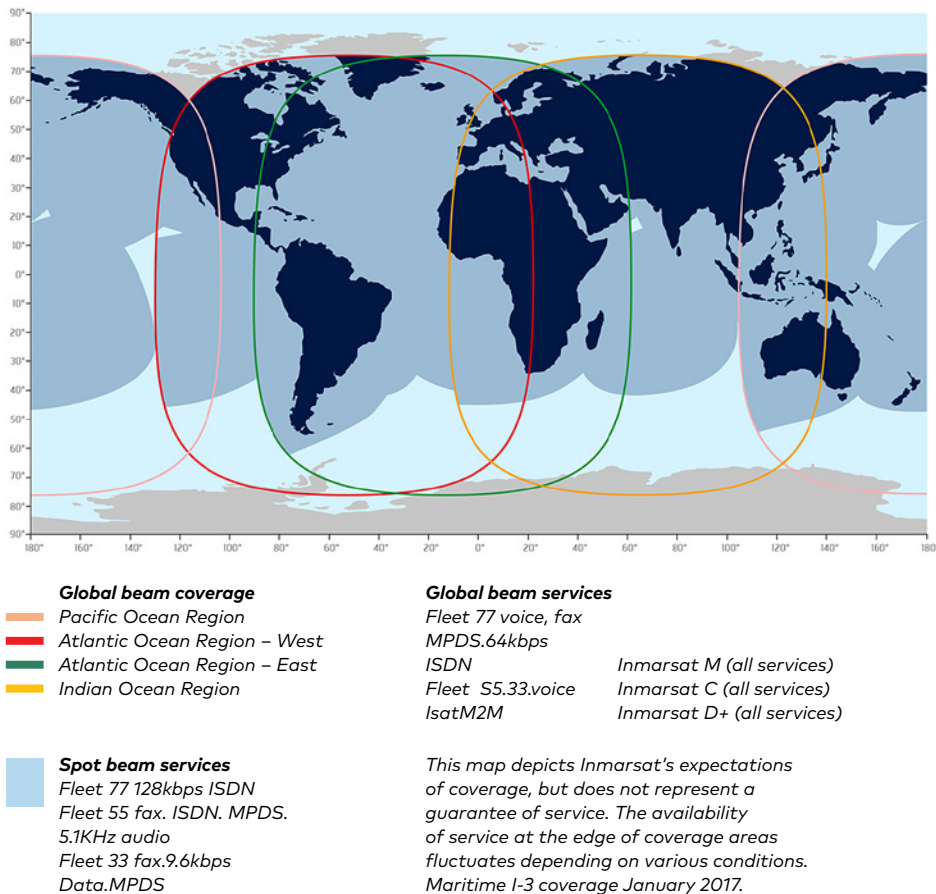 90°
80°
70°
60°
50°
40°
30°
20°
10°
0°
10°
20°
30°
40°
50°
60°
70°
80°
90°
180° 160° 140° 120° 100° 80° 60° 40° 20° 0° 20° 40° 60° 80° 100° 120° 140° 160° 180
Global beam coverage
Pacific Ocean Region
Atlantic Ocean Region – West
Atlantic Ocean Region – East
Indian Ocean Region
Global beam services
Fleet 77 voice, fax
MPDS.64kbps
ISDN
Fleet S5.33.voice
IsatM2M
Inmarsat M (all services)
Inmarsat C (all services)
Inmarsat D+ (all services)
Spot beam services
Fleet 77 128kbps ISDN
Fleet 55 fax. ISDN. MPDS.
5.1KHz audio
Fleet 33 fax.9.6kbps
Data.MPDS
This map depicts Inmarsat's expectations
of coverage, but does not represent a
guarantee of service. The availability
of service at the edge of coverage areas
fluctuates depending on various conditions.
Maritime I-3 coverage January 2017.